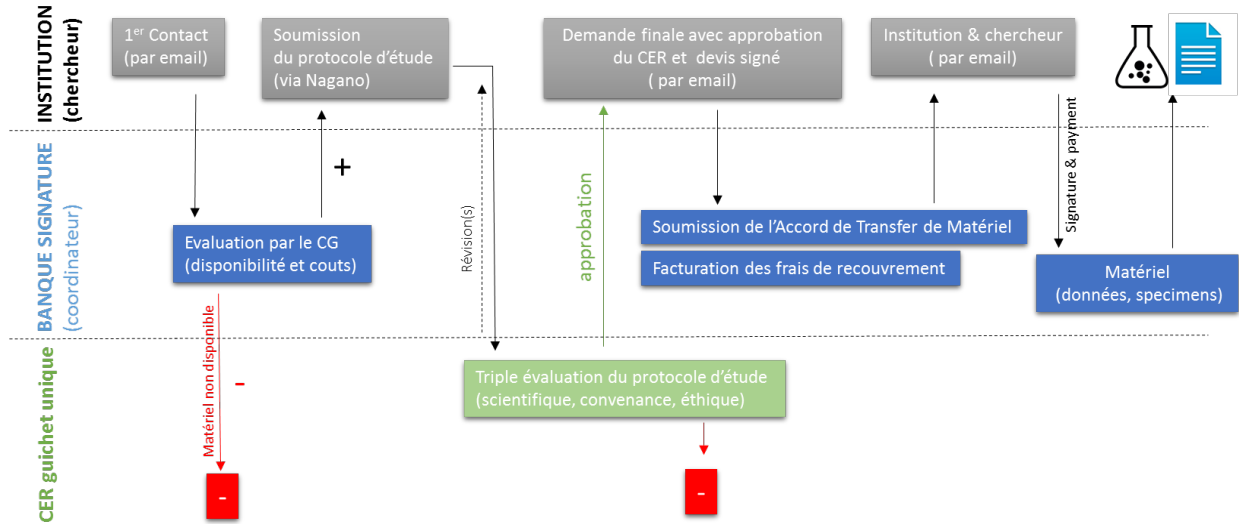 INSTITUTION
(chercheur)
1er Contact
(par email)
Soumission
du protocole d'étude
(via Nagano)
Demande finale avec approbation
du CER et devis signé
( par email)
Institution & chercheur
( par email)
BANQUE SIGNATURE
(coordinateur)
+
Evaluation par le CG
(disponibilité et couts)
Révision(s)
approbation
Soumission de l'Accord de Transfer de Matériel
Facturation des frais de recouvrement
Signature & payment
Matériel
(données, specimens)
CER guichet unique
Matériel non disponible
-
Triple évaluation du protocole d'étude
(scientifique, convenance, éthique)
-
-